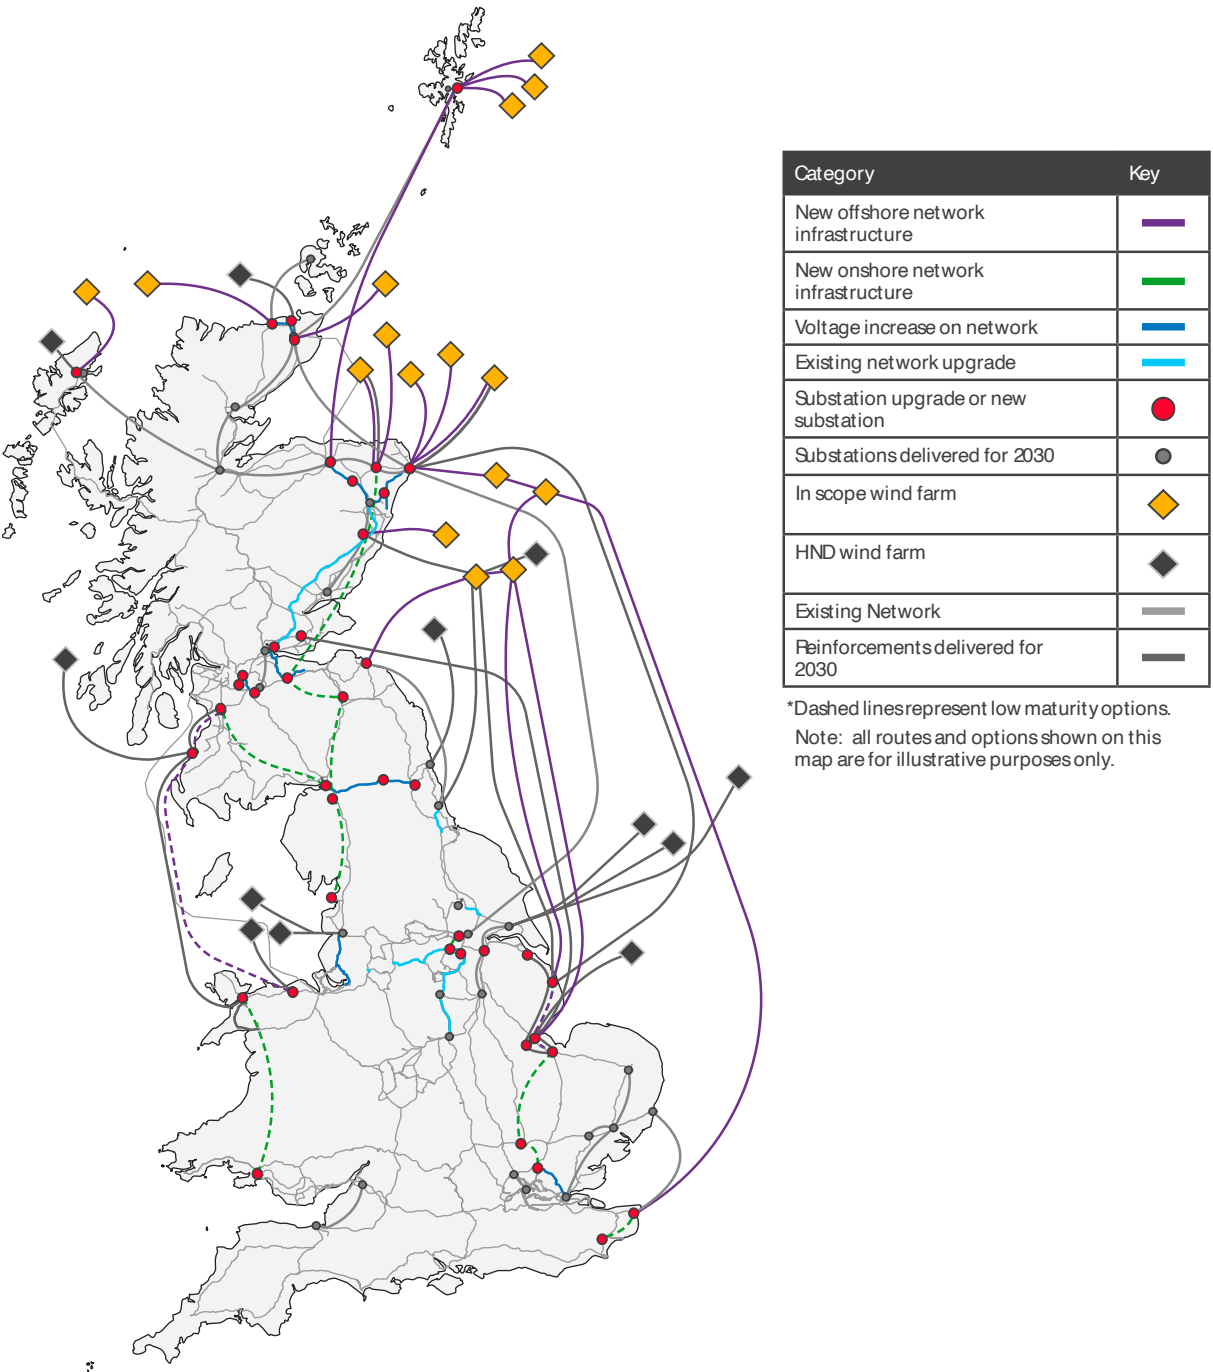 Category Key
New offshore network
infrastructure
New onshore network
infrastructure
Voltage increase on network
Existing network upgrade
Substation upgrade or new
substation
Substations delivered for 2030
In scope wind farm
HND wind farm
Existing Network
Reinforcements delivered for
2030
*Dashed lines represent low maturity options.
Note: all routes and options shown on this
map are for illustrative purposes only.